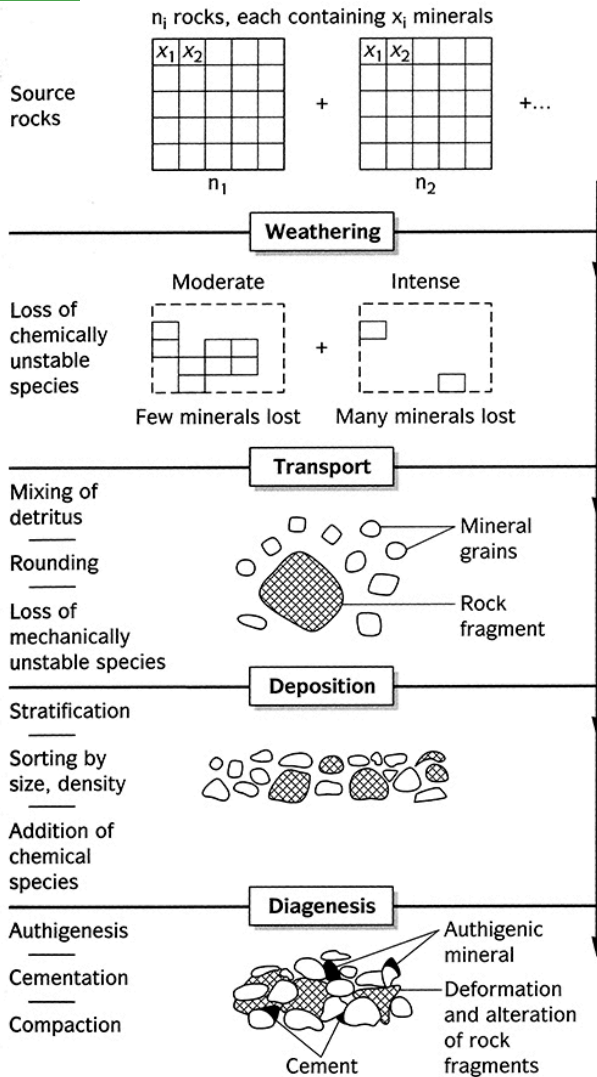 nᵢ rocks, each containing xᵢ minerals
x₁ x₂
x₁ x₂
Source
rocks
+
+...
n₁
n₂
Weathering
Moderate
Intense
Loss of
chemically
unstable
species
+
Few minerals lost
Many minerals lost
Transport
Mixing of
detritus
Rounding
Loss of
mechanically
unstable species
Mineral
grains
Rock
fragment
Deposition
Stratification
Sorting by
size, density
Addition of
chemical
species
Diagenesis
Authigenesis
Cementation
Compaction
Authigenic
mineral
Deformation
and alteration
of rock
fragments
Cement